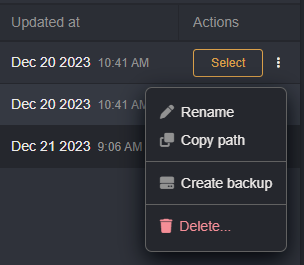 Updated at Actions
Dec 20 2023 10:41 AM Select
Dec 20 2023 10:41 AM
Rename
Copy path
Dec 21 2023 9:06 AM
Create backup
Delete...